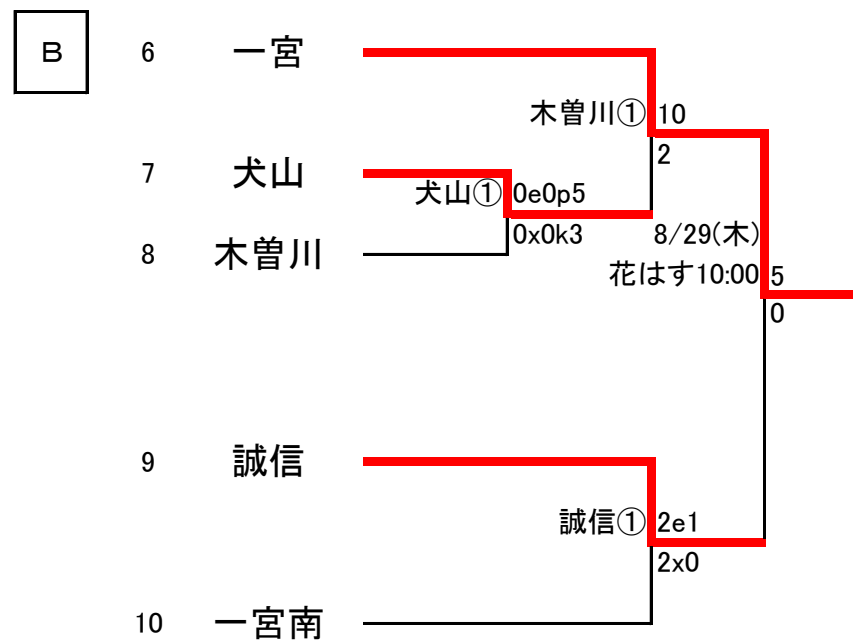 B
6 一宮
木曽川① 10
2
7 犬山
犬山① 0e0p5
0x0k3
8 木曽川
8/29(木)
花はす10:00 5
0
9 誠信
誠信① 2e1
2x0
10 一宮南